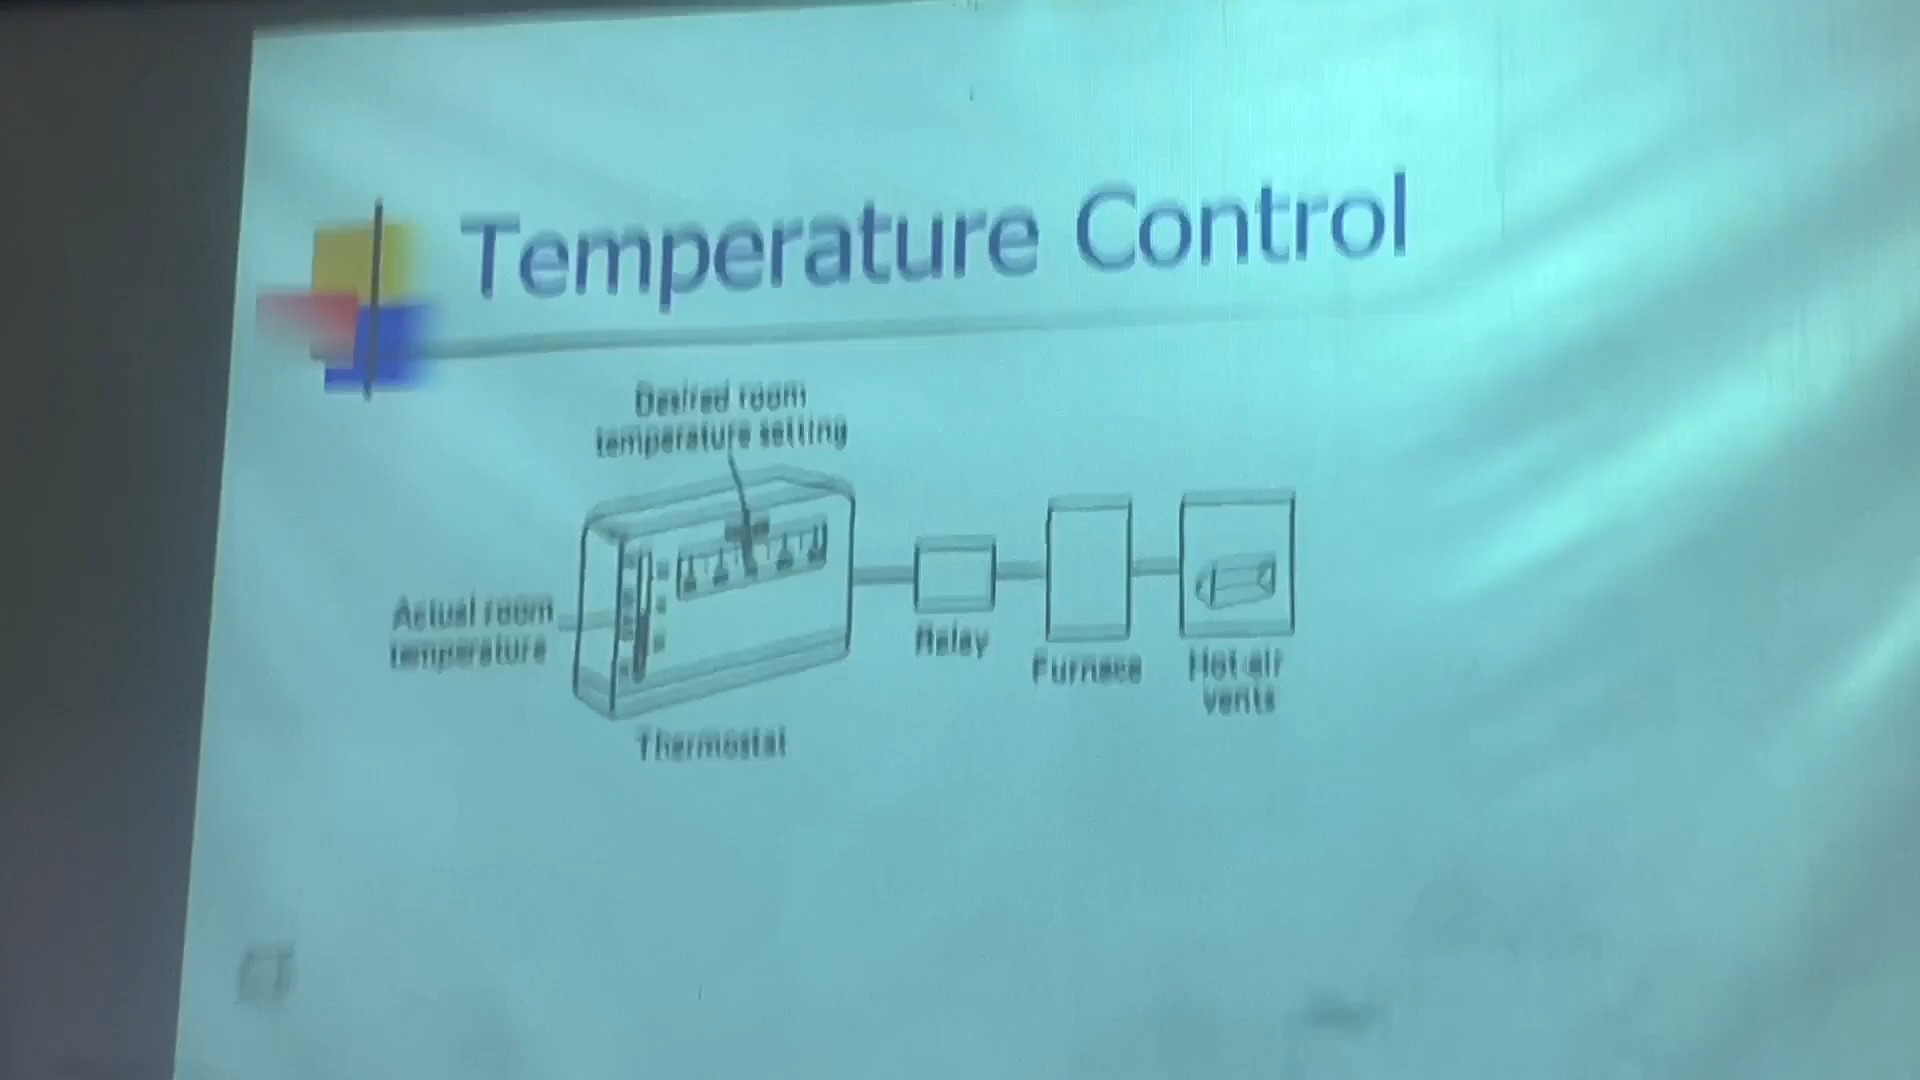 Temperature Control
Desired room
temperature setting
Actual room
temperature
Relay
Furnace
Hot-air
vents
Thermostat